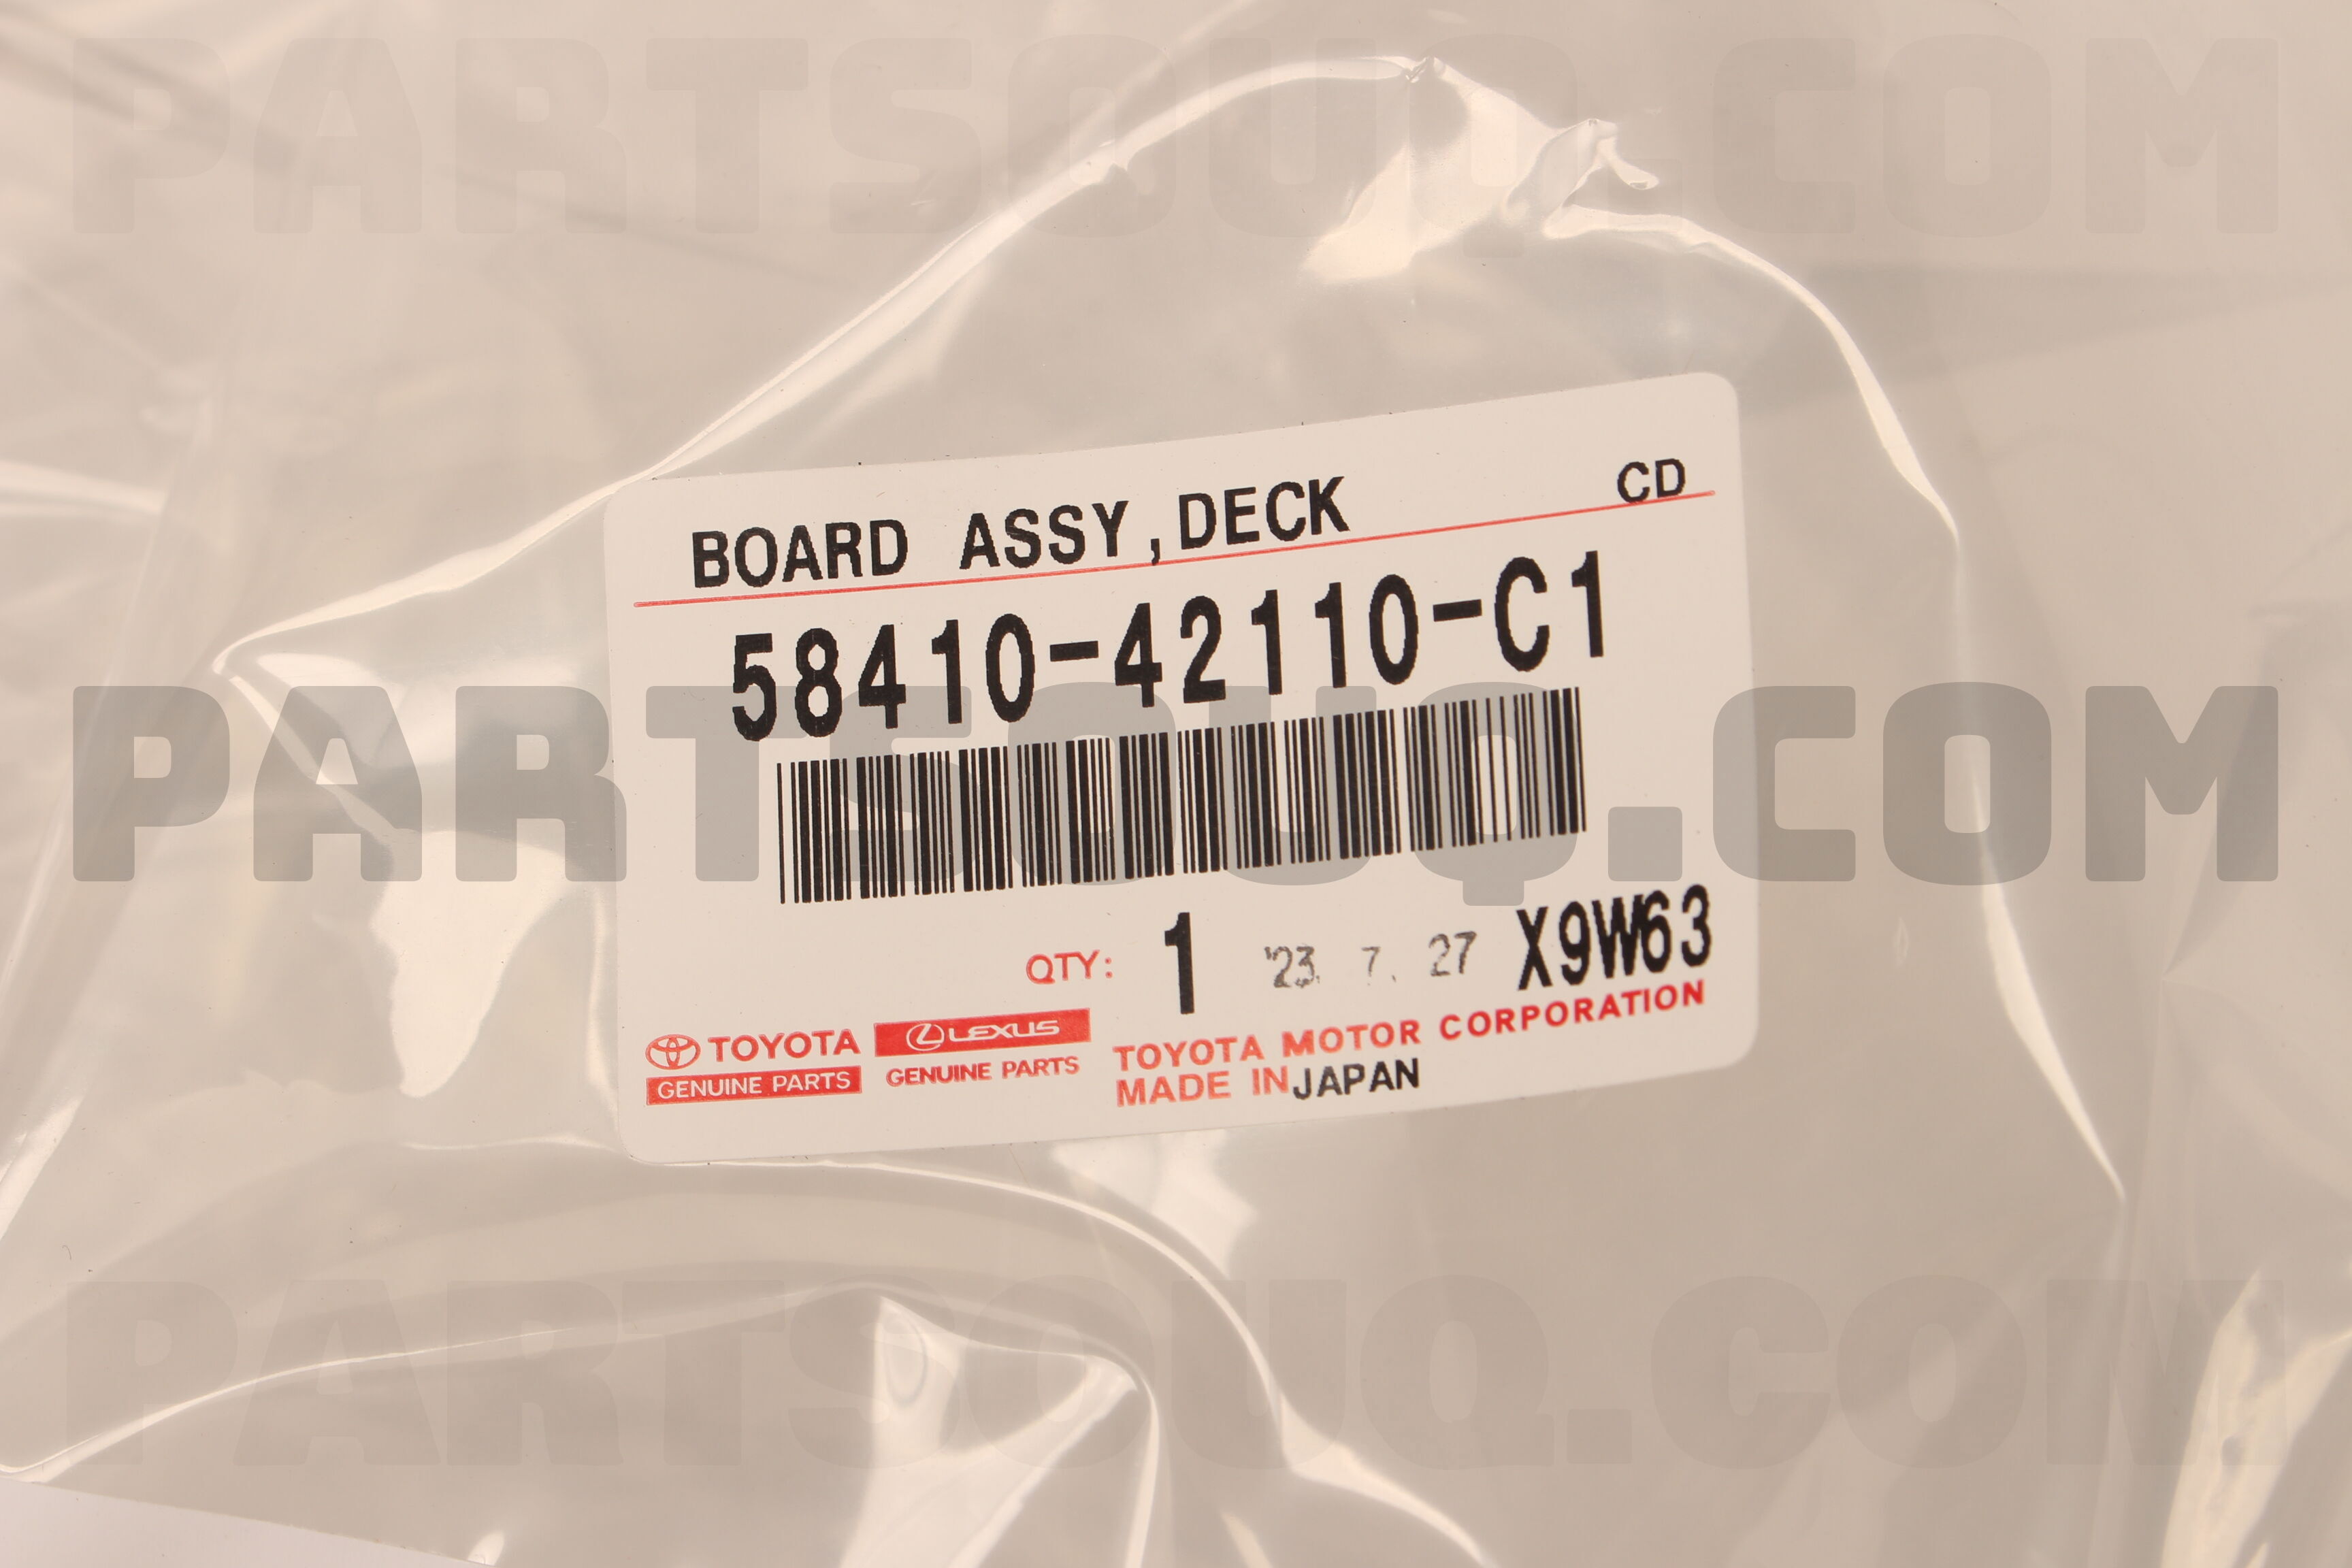 PARTSOUQ.COM
BOARD ASSY,DECK CD
58410-42110-C1
PARTSOUQ.COM
QTY: 1 '23. 7. 27 X9W63
TOYOTA LEXUS TOYOTA MOTOR CORPORATION
GENUINE PARTS GENUINE PARTS MADE IN JAPAN
PARTSOUQ.COM